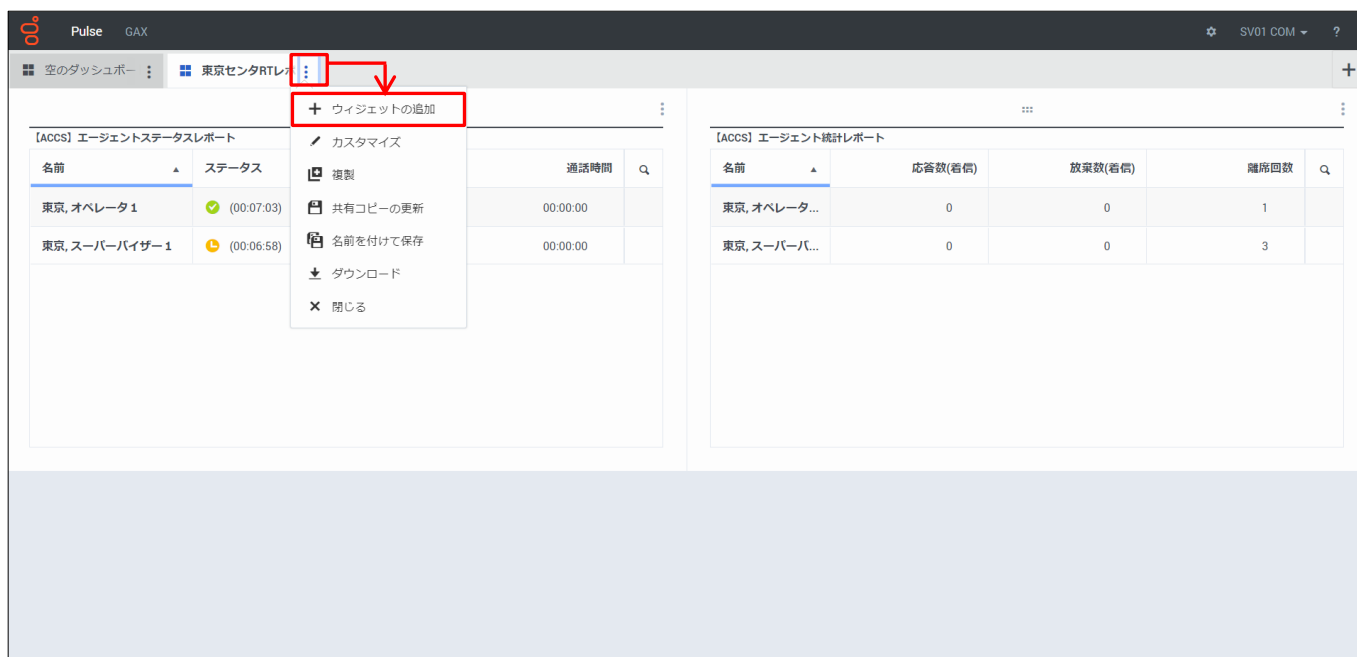 Pulse GAX SV01 COM ?
空のダッシュボー 東京センタRTレポ
ウィジェットの追加
カスタマイズ
複製
共有コピーの更新
名前を付けて保存
ダウンロード
閉じる
【ACCS】エージェントステータスレポート
名前 ステータス 通話時間
東京, オペレータ 1 (00:07:03) 00:00:00
東京, スーパーバイザー 1 (00:06:58) 00:00:00
【ACCS】エージェント統計レポート
名前 応答数(着信) 放棄数(着信) 離席回数
東京, オペレータ... 0 0 1
東京, スーパーバ... 0 0 3